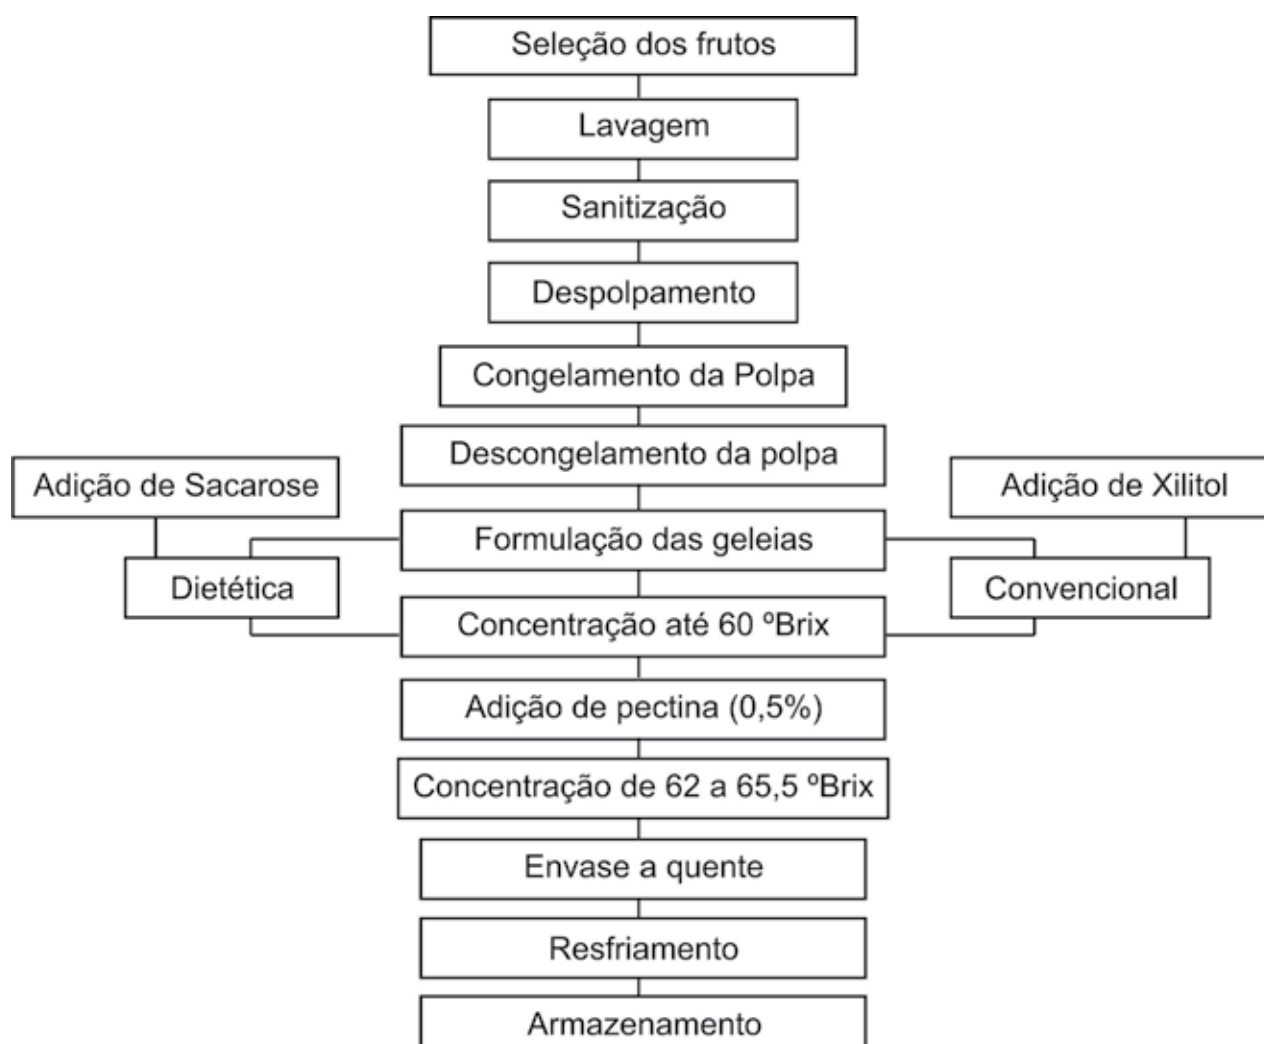 Seleção dos frutos
Lavagem
Sanitização
Despolpamento
Congelamento da Polpa
Descongelamento da polpa
Adição de Sacarose
Adição de Xilitol
Formulação das geleias
Dietética
Convencional
Concentração até 60 ºBrix
Adição de pectina (0,5%)
Concentração de 62 a 65,5 ºBrix
Envase a quente
Resfriamento
Armazenamento